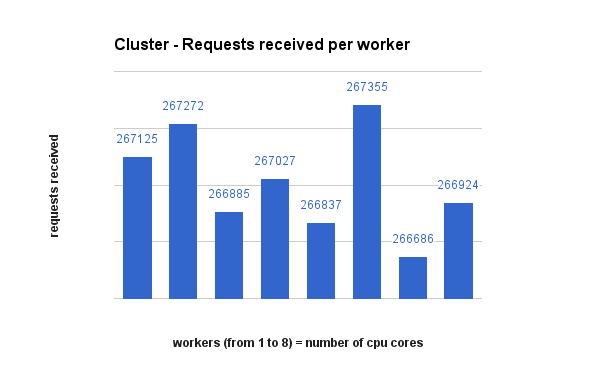 Cluster - Requests received per worker
267355
267272
267125
267027
266885
266924
266837
266686
requests received
workers (from 1 to 8) = number of cpu cores